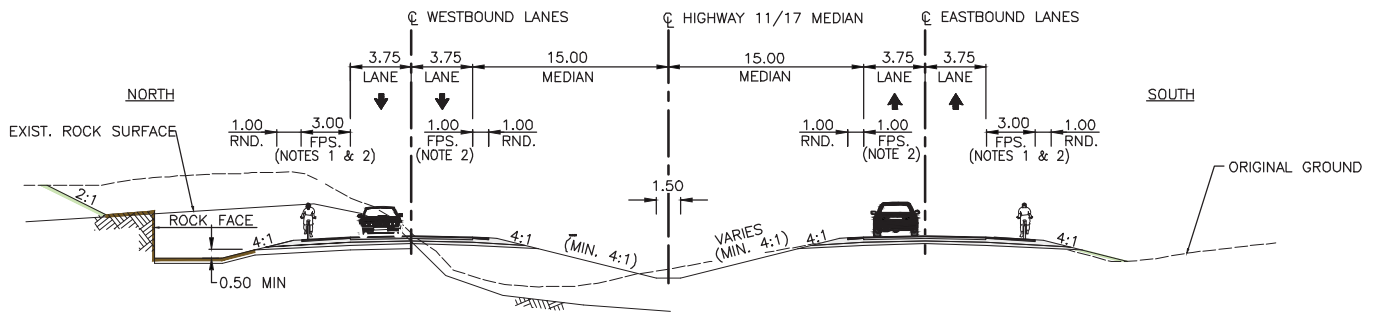 ℄ WESTBOUND LANES
℄ HIGHWAY 11/17 MEDIAN
℄ EASTBOUND LANES
3.75
LANE
3.75
LANE
15.00
MEDIAN
15.00
MEDIAN
3.75
LANE
3.75
LANE
NORTH
SOUTH
EXIST. ROCK SURFACE
1.00
RND.
3.00
FPS.
(NOTES 1 & 2)
1.00
FPS.
(NOTE 2)
1.00
RND.
1.00
RND.
1.00
FPS.
(NOTE 2)
3.00
FPS.
(NOTES 1 & 2)
1.00
RND.
ORIGINAL GROUND
1.50
2:1
ROCK FACE
4:1
4:1
(MIN. 4:1)
VARIES
(MIN. 4:1)
4:1
4:1
0.50 MIN